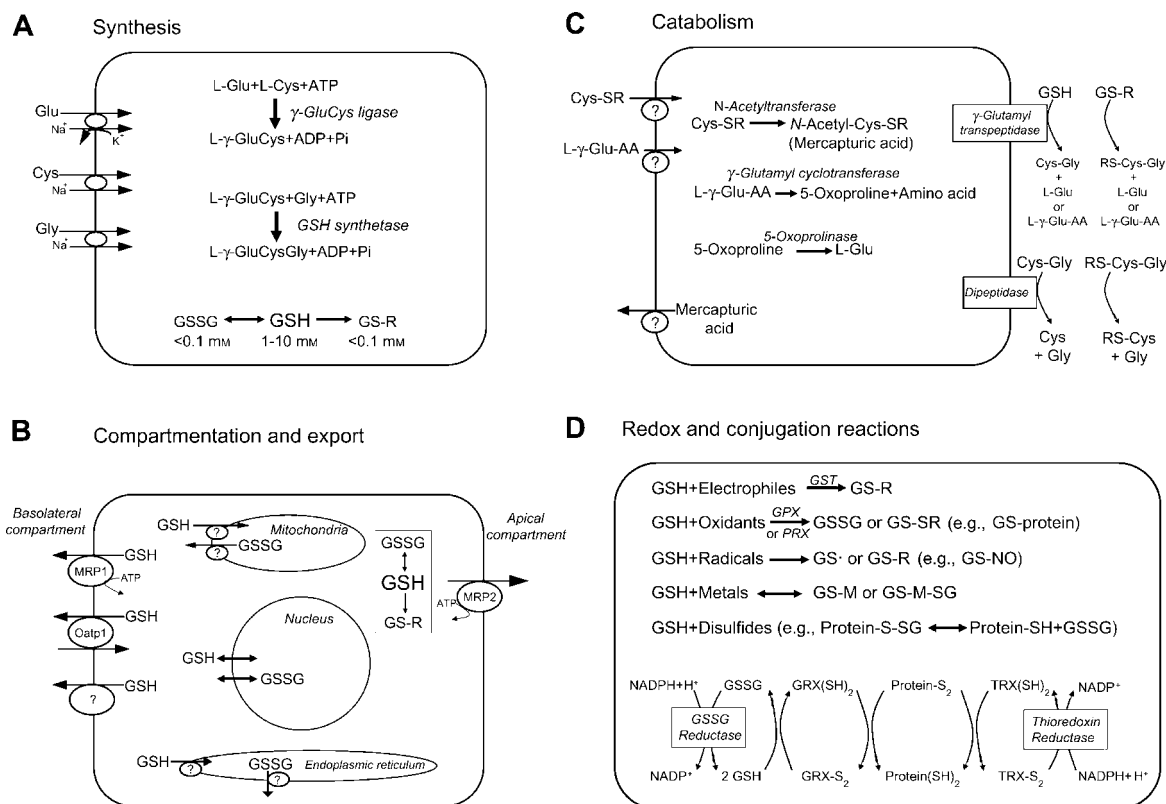 A Synthesis
L-Glu+L-Cys+ATP
γ-GluCys ligase
L-γ-GluCys+ADP+Pi
Glu
Na⁺
K⁺
Cys
Na⁺
Gly
Na⁺
L-γ-GluCys+Gly+ATP
GSH synthetase
L-γ-GluCysGly+ADP+Pi
GSSG GSH GS-R
<0.1 mM 1-10 mM <0.1 mM
B Compartmentation and export
Basolateral
compartment
GSH
MRP1
ATP
GSH
Oatp1
GSH
?
GSH
Mitochondria
?
GSSG
?
Nucleus
GSH
GSSG
GSH
?
GSSG
?
Endoplasmic reticulum
GSSG
GSH
GS-R
Apical
compartment
ATP
MRP2
C Catabolism
Cys-SR
?
L-γ-Glu-AA
?
N-Acetyltransferase
Cys-SR N-Acetyl-Cys-SR
(Mercapturic acid)
γ-Glutamyl cyclotransferase
L-γ-Glu-AA 5-Oxoproline+Amino acid
5-Oxoprolinase
5-Oxoproline L-Glu
Mercapturic
acid
?
GSH GS-R
γ-Glutamyl
transpeptidase
Cys-Gly RS-Cys-Gly
+ +
L-Glu L-Glu
or or
L-γ-Glu-AA L-γ-Glu-AA
Cys-Gly RS-Cys-Gly
Dipeptidase
Cys RS-Cys
+ Gly + Gly
D Redox and conjugation reactions
GSH+Electrophiles GST GS-R
GSH+Oxidants GPX or PRX GSSG or GS-SR (e.g., GS-protein)
GSH+Radicals GS· or GS-R (e.g., GS-NO)
GSH+Metals GS-M or GS-M-SG
GSH+Disulfides (e.g., Protein-S-SG Protein-SH+GSSG)
NADPH+H⁺ GSSG GRX(SH)₂ Protein-S₂ TRX(SH)₂ NADP⁺
GSSG
Reductase
Thioredoxin
Reductase
NADP⁺ 2 GSH GRX-S₂ Protein(SH)₂ TRX-S₂ NADPH+H⁺